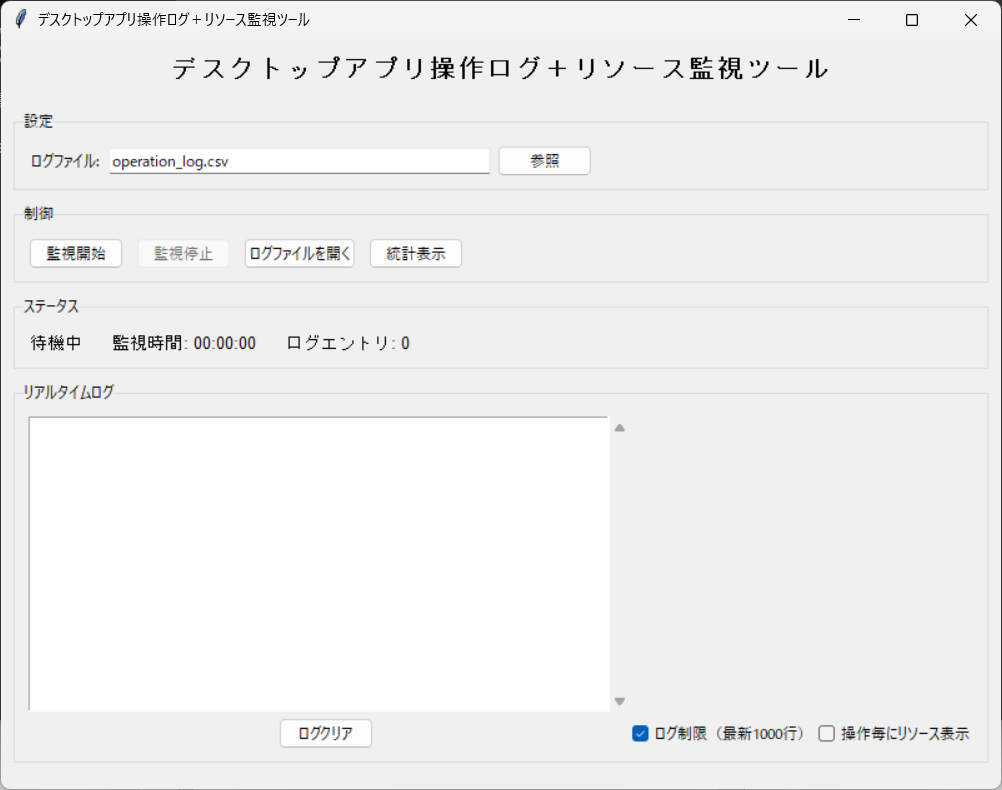 デスクトップアプリ操作ログ＋リソース監視ツール
デスクトップアプリ操作ログ＋リソース監視ツール
設定
ログファイル: operation_log.csv 参照
制御
監視開始 監視停止 ログファイルを開く 統計表示
ステータス
待機中 監視時間: 00:00:00 ログエントリ: 0
リアルタイムログ
ログクリア ログ制限（最新1000行） 操作毎にリソース表示